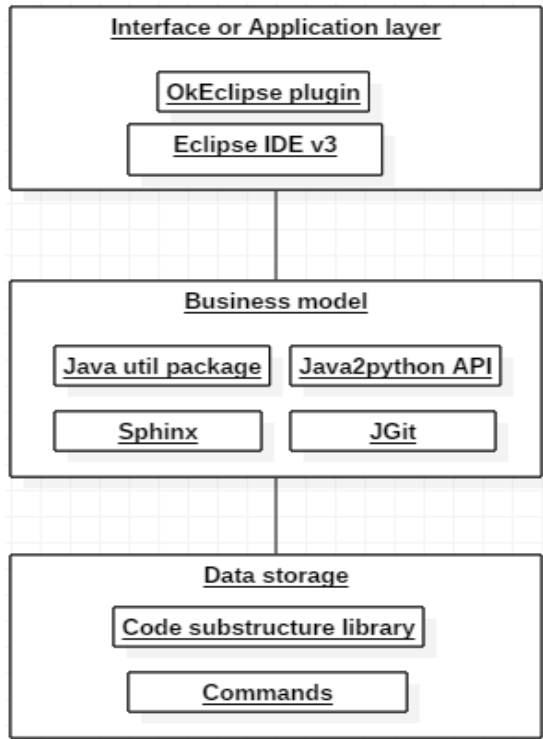 Interface or Application layer
OkEclipse plugin
Eclipse IDE v3
Business model
Java util package
Java2python API
Sphinx
JGit
Data storage
Code substructure library
Commands